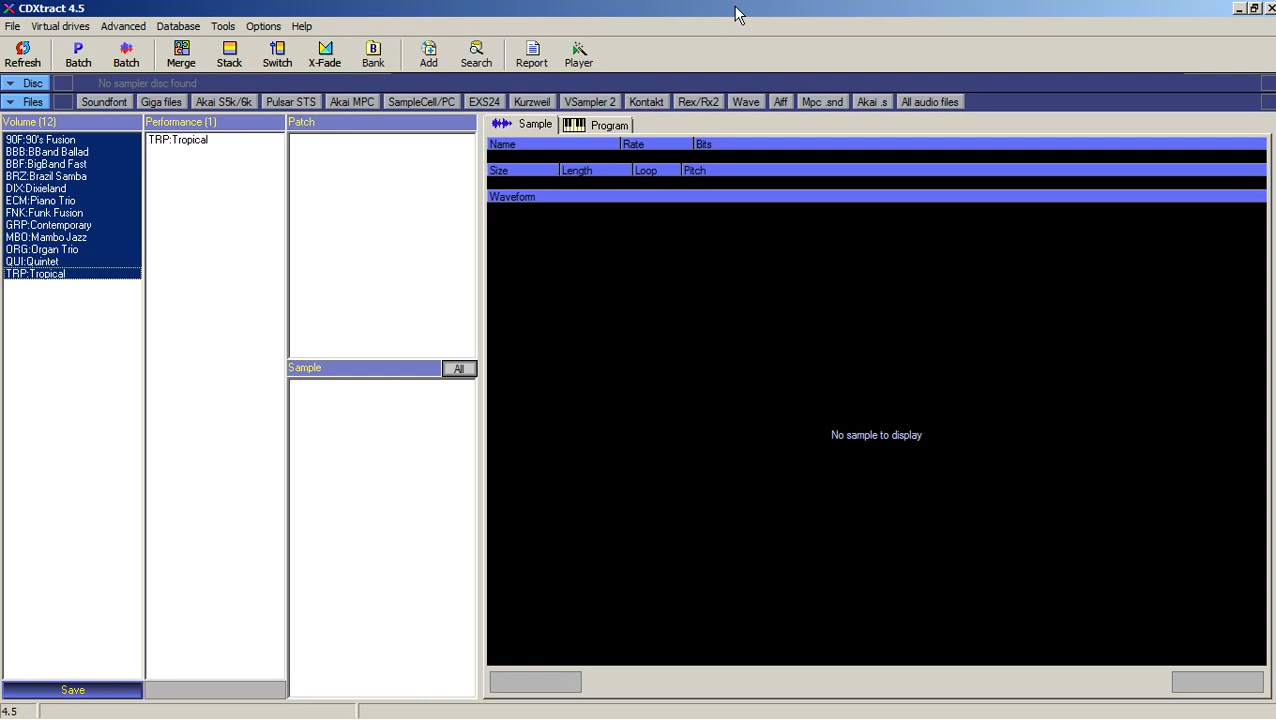 CDXtract 4.5
File Virtual drives Advanced Database Tools Options Help
Refresh Batch Batch Merge Stack Switch X-Fade Bank Add Search Report Player
Disc No sampler disc found
Files Soundfont Giga files Akai S5k/6k Pulsar STS Akai MPC SampleCell/PC EXS24 Kurzweil VSampler 2 Kontakt Rex/Rx2 Wave Aiff Mpc .snd Akai .s All audio files
Volume (12) Performance (1) Patch Sample Program
90F:90's Fusion
BBB:BBand Ballad
BBF:BigBand Fast
BRZ:Brazil Samba
DIX:Dixieland
ECM:Piano Trio
FNK:Funk Fusion
GRP:Contemporary
MBO:Mambo Jazz
ORG:Organ Trio
QUI:Quintet
TRP:Tropical
TRP:Tropical
Sample All
Name Rate Bits
Size Length Loop Pitch
Waveform
No sample to display
Save
4.5